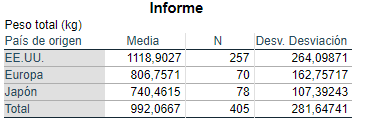 Informe
Peso total (kg)
País de origen Media N Desv. Desviación
EE.UU. 1118,9027 257 264,09871
Europa 806,7571 70 162,75717
Japón 740,4615 78 107,39243
Total 992,0667 405 281,64741